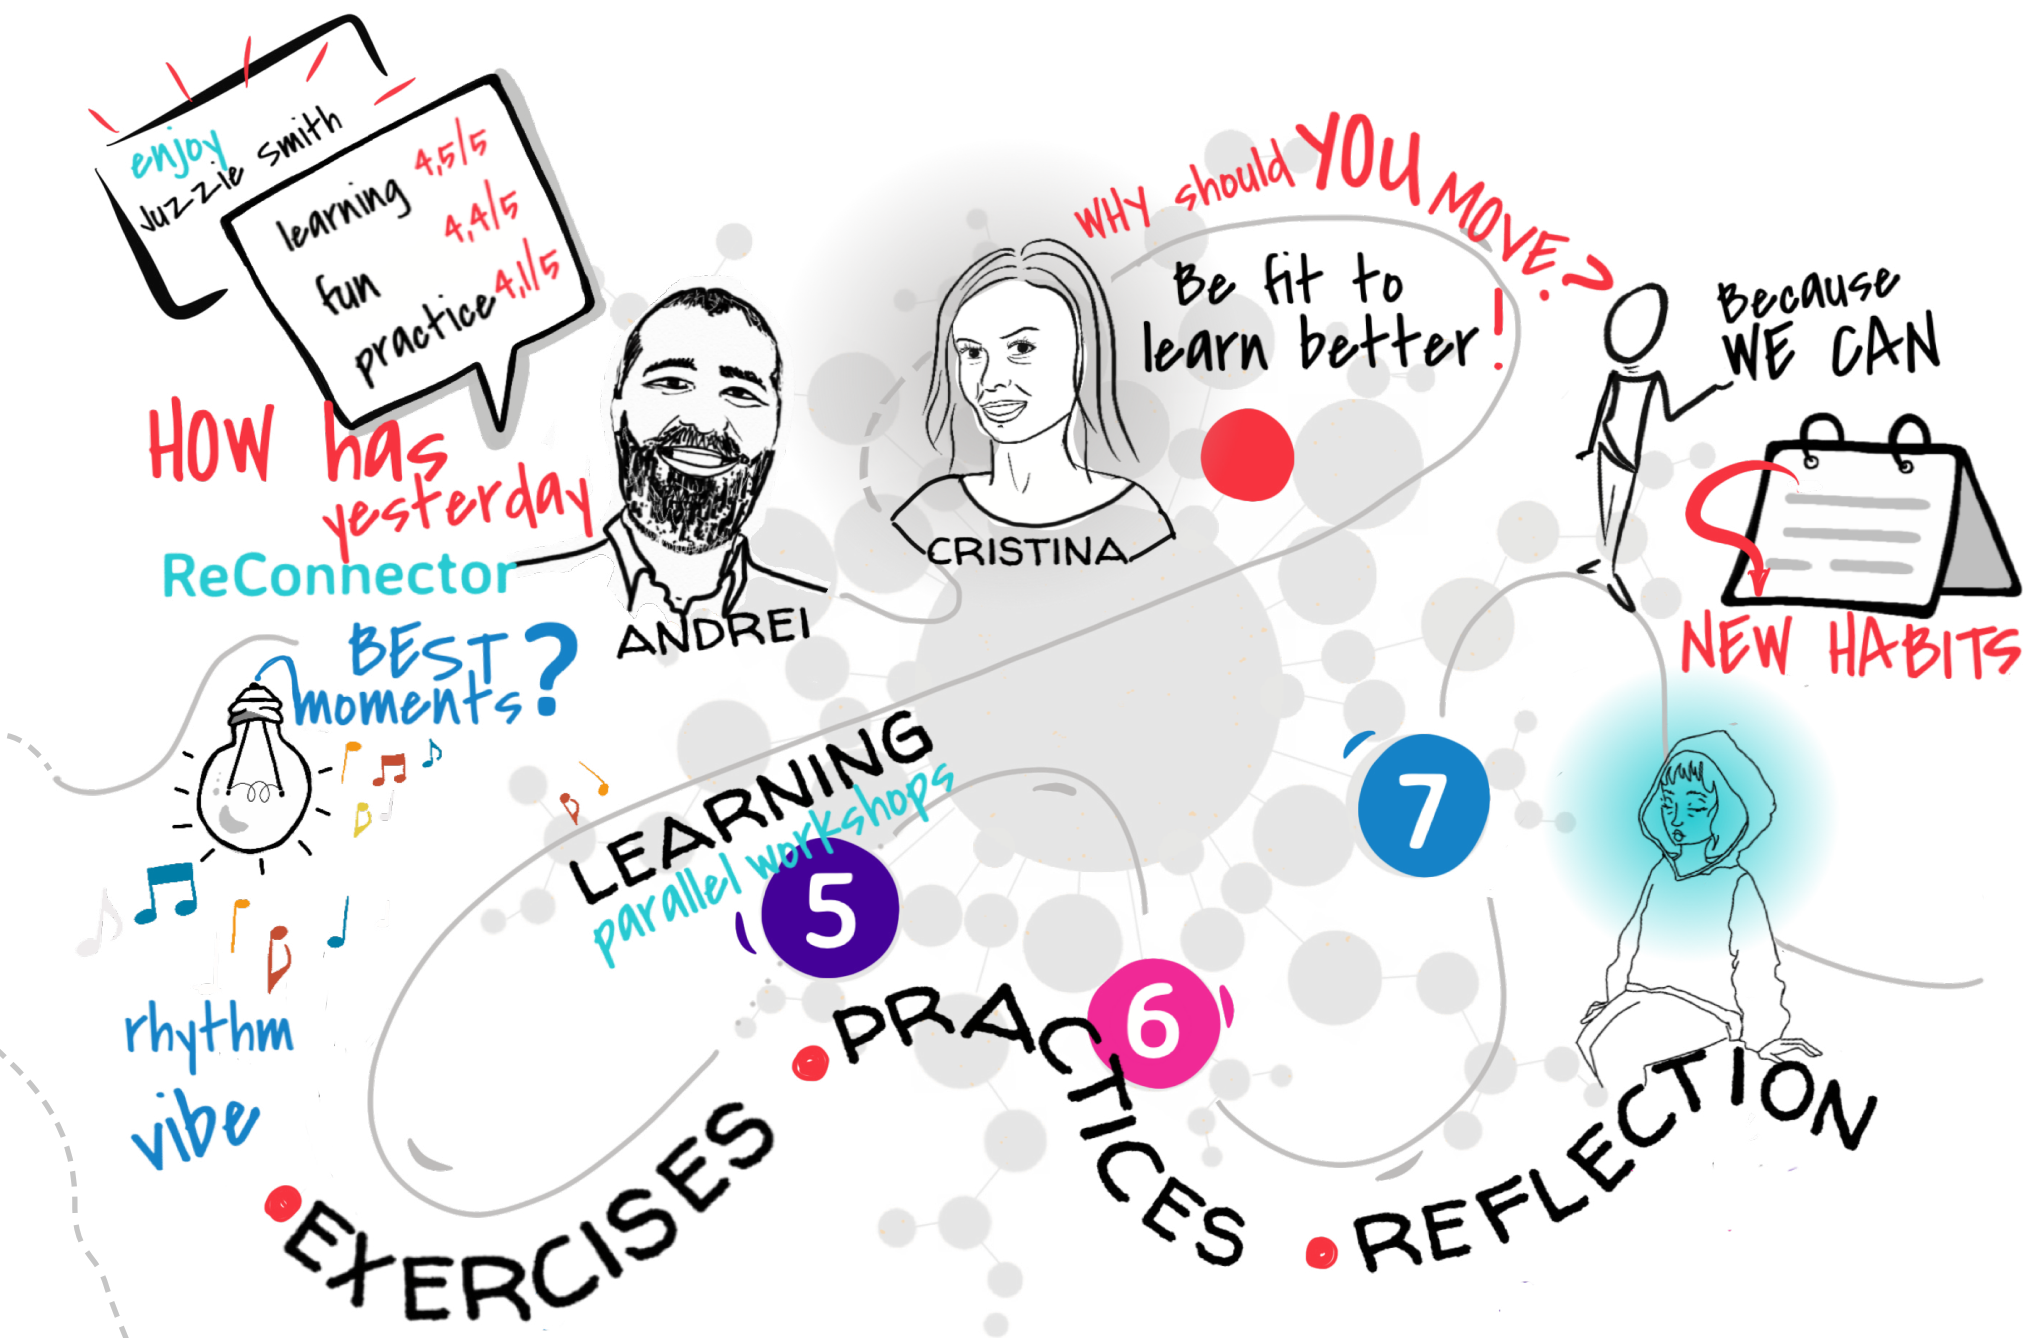 enjoy
Juzzie Smith
learning 4,5/5
fun 4,4/5
practice 4,1/5
HOW has
yesterday
ReConnector
BEST
moments?
rhythm
vibe
ANDREI
CRISTINA
WHY should YOU MOVE?
Be fit to
learn better!
Because
WE CAN
NEW HABITS
LEARNING
parallel workshops
5
6
7
EXERCISES
PRACTICES
REFLECTION